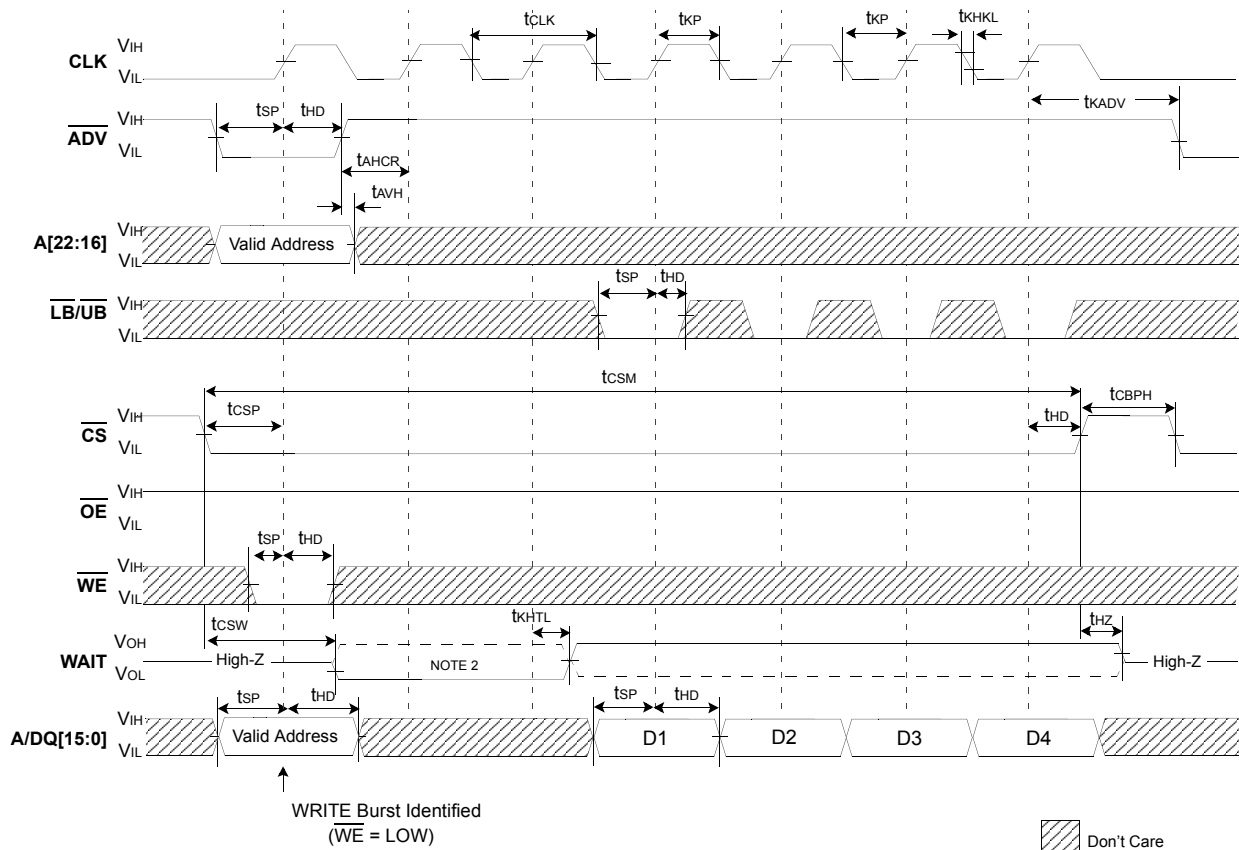 tCLK tKP tKP tKHKL
CLK VIH
VIL
tKADV
ADV VIH
VIL
tSP tHD
tAHCR
tAVH
A[22:16] VIH
VIL
Valid Address
LB/UB VIH
VIL
tSP tHD
tCSM
CS VIH
VIL
tCSP tHD tCBPH
OE VIH
VIL
WE VIH
VIL
tSP tHD
tCSW tKHTL tHZ
WAIT VOH
VOL
High-Z NOTE 2 High-Z
tSP tHD tSP tHD
A/DQ[15:0] VIH
VIL
Valid Address D1 D2 D3 D4
WRITE Burst Identified
(WE = LOW)
Don't Care